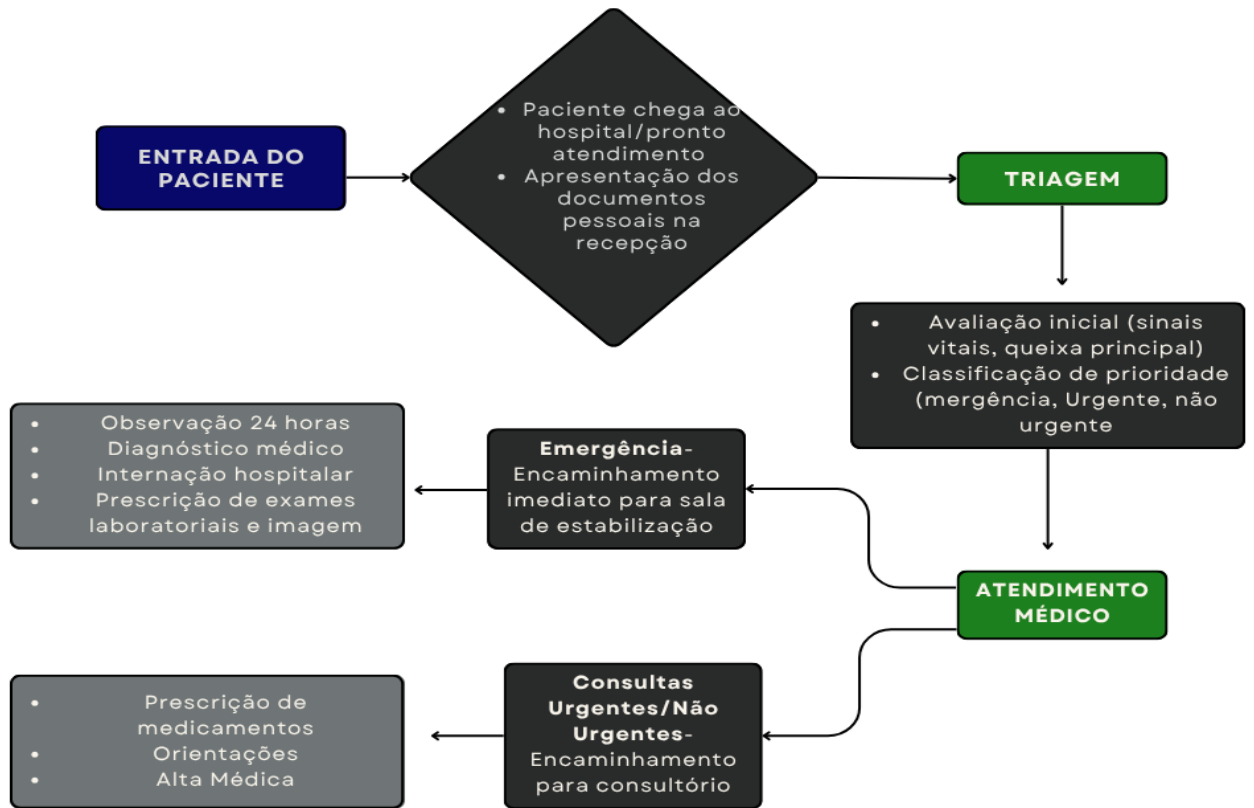 ENTRADA DO
PACIENTE
• Paciente chega ao
hospital/pronto
atendimento
• Apresentação dos
documentos
pessoais na
recepção
TRIAGEM
• Avaliação inicial (sinais
vitais, queixa principal)
• Classificação de prioridade
(mergência, Urgente, não
urgente
ATENDIMENTO
MÉDICO
Emergência-
Encaminhamento
imediato para sala
de estabilização
• Observação 24 horas
• Diagnóstico médico
• Internação hospitalar
• Prescrição de exames
laboratoriais e imagem
Consultas
Urgentes/Não
Urgentes-
Encaminhamento
para consultório
• Prescrição de
medicamentos
• Orientações
• Alta Médica